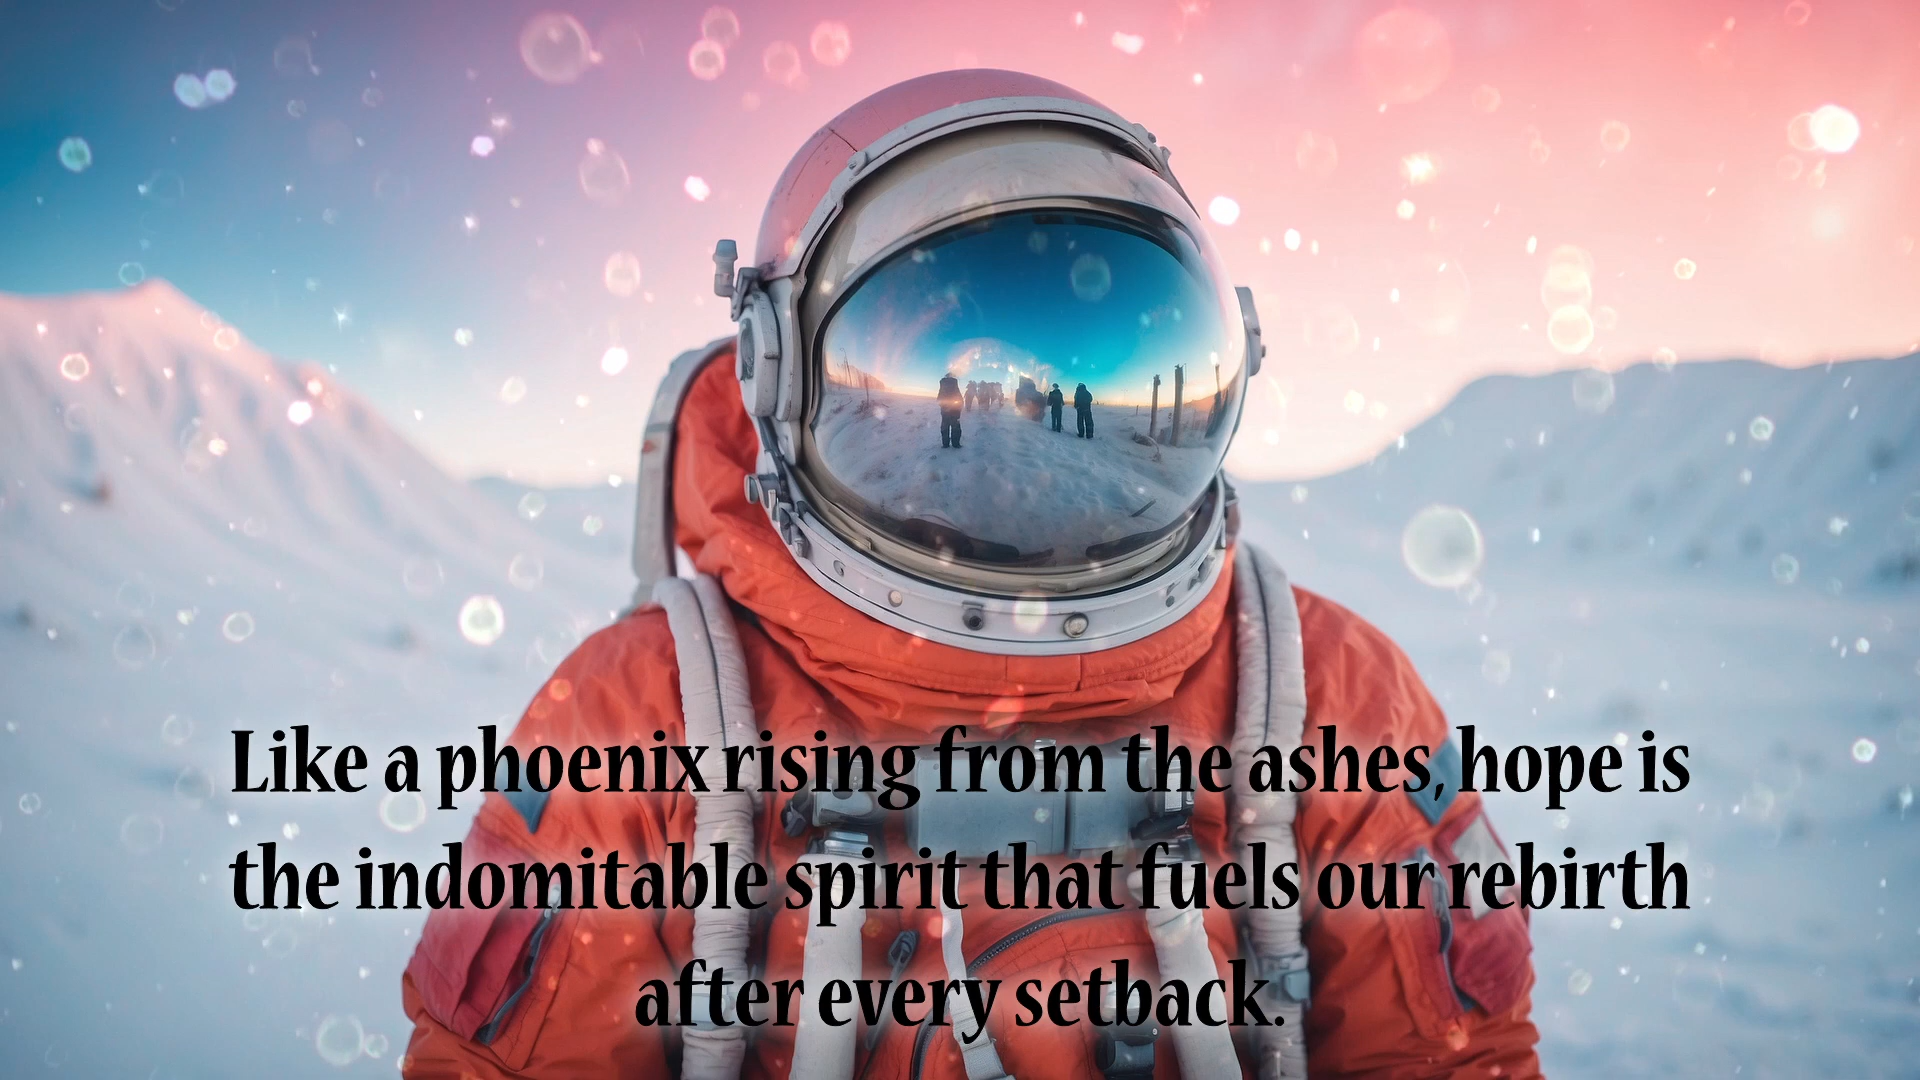 Like a phoenix rising from the ashes, hope is
the indomitable spirit that fuels our rebirth
after every setback.